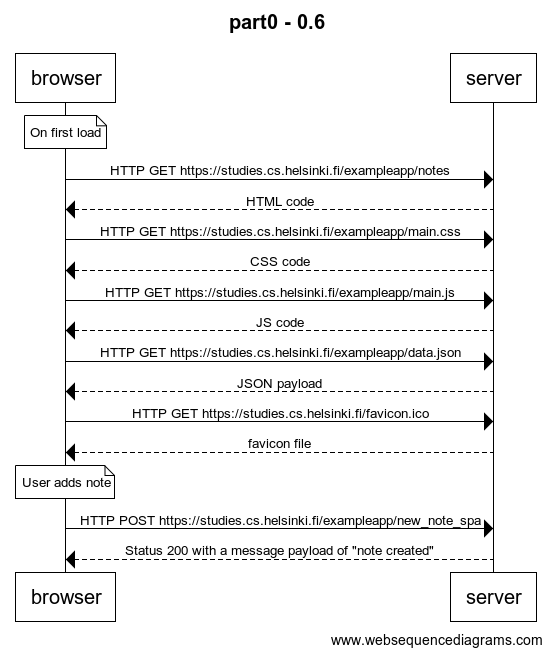 part0 - 0.6
browser
server
On first load
HTTP GET https://studies.cs.helsinki.fi/exampleapp/notes
HTML code
HTTP GET https://studies.cs.helsinki.fi/exampleapp/main.css
CSS code
HTTP GET https://studies.cs.helsinki.fi/exampleapp/main.js
JS code
HTTP GET https://studies.cs.helsinki.fi/exampleapp/data.json
JSON payload
HTTP GET https://studies.cs.helsinki.fi/favicon.ico
favicon file
User adds note
HTTP POST https://studies.cs.helsinki.fi/exampleapp/new_note_spa
Status 200 with a message payload of "note created"
browser
server
www.websequencediagrams.com